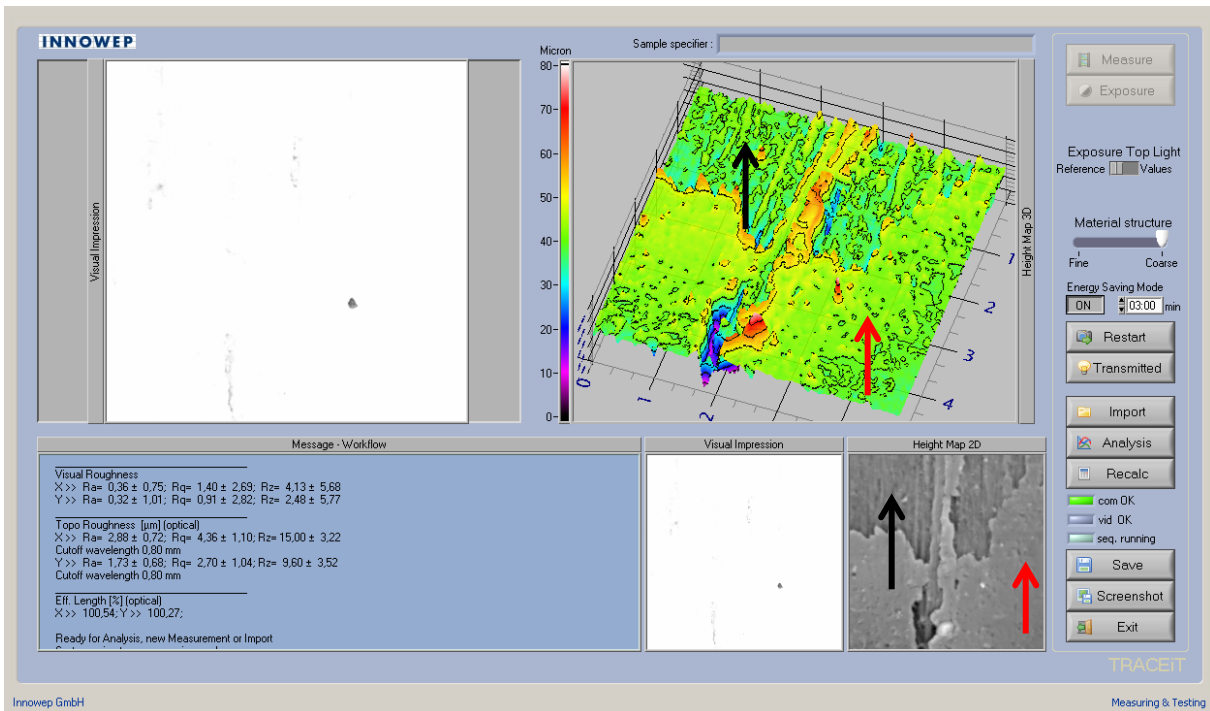 INNOWEP
Sample specifier :
Micron
80
70
60
50
40
30
20
10
0
Visual Impression
0
1
2
1
2
3
4
Height Map 3D
Measure
Exposure
Exposure Top Light
Reference Values
Material structure
Fine Coarse
Energy Saving Mode
ON 03:00 min
Restart
Transmitted
Import
Analysis
Recalc
com OK
vid OK
seq. running
Save
Screenshot
Exit
TRACEiT
Message - Workflow
Visual Roughness
X >> Ra= 0,36 ± 0,75; Rq= 1,40 ± 2,69; Rz= 4,13 ± 5,68
Y >> Ra= 0,32 ± 1,01; Rq= 0,91 ± 2,82; Rz= 2,48 ± 5,77
Topo Roughness [µm] (optical)
X >> Ra= 2,88 ± 0,72; Rq= 4,36 ± 1,10; Rz= 15,00 ± 3,22
Cutoff wavelength 0,80 mm
Y >> Ra= 1,73 ± 0,68; Rq= 2,70 ± 1,04; Rz= 9,60 ± 3,52
Cutoff wavelength 0,80 mm
Eff. Length [%] (optical)
X >> 100,54; Y >> 100,27;
Ready for Analysis, new Measurement or Import
Visual Impression
Height Map 2D
Innowep GmbH
Measuring & Testing